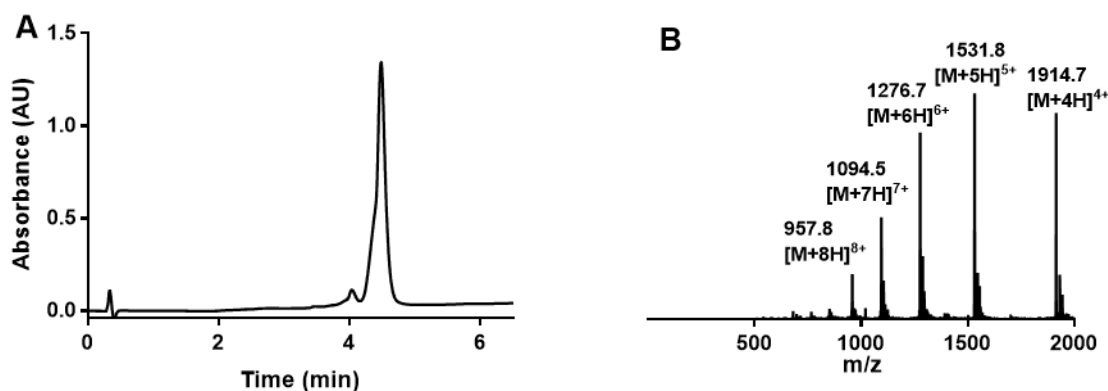 A
Absorbance (AU)
1.5
1.0
0.5
0.0
0
2
4
6
Time (min)
B
957.8
[M+8H]8+
1094.5
[M+7H]7+
1276.7
[M+6H]6+
1531.8
[M+5H]5+
1914.7
[M+4H]4+
500
1000
1500
2000
m/z